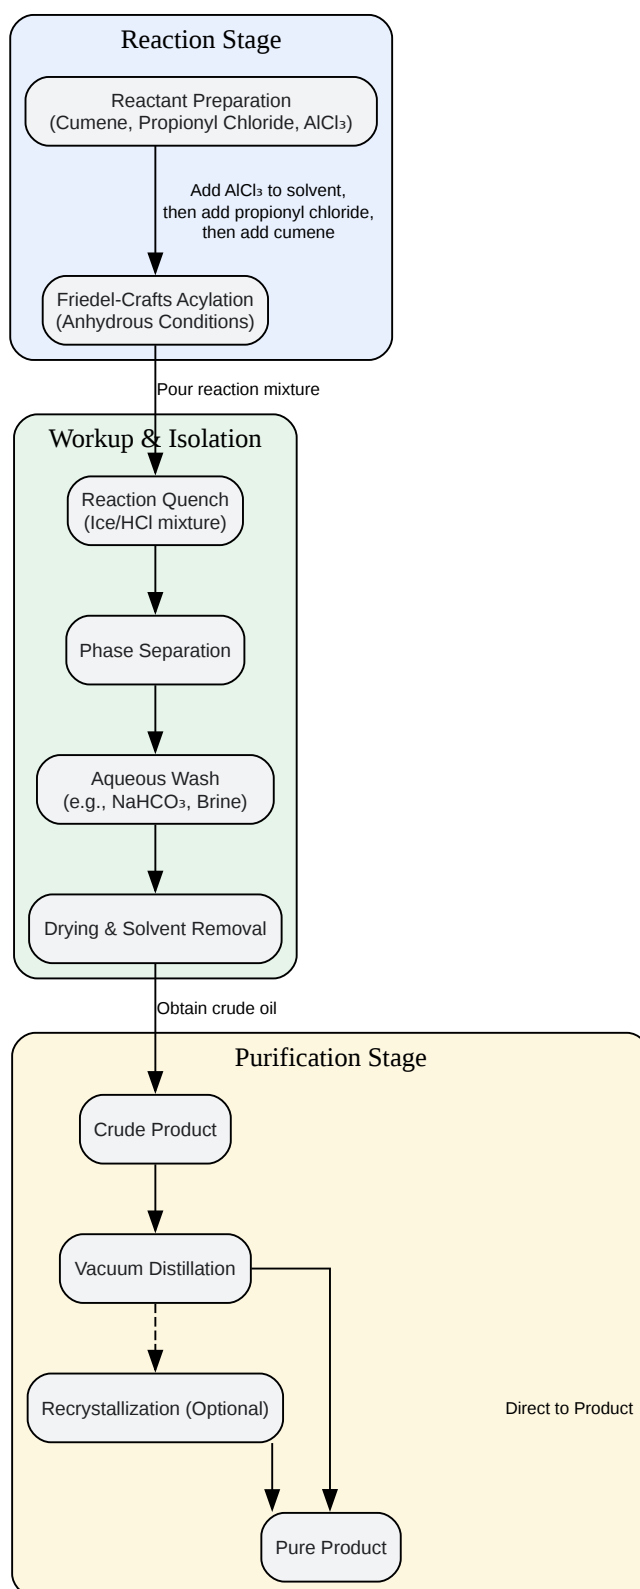 Reaction Stage
Reactant Preparation
(Cumene, Propionyl Chloride, AlCl₃)
Add AlCl₃ to solvent,
then add propionyl chloride,
then add cumene
Friedel-Crafts Acylation
(Anhydrous Conditions)
Pour reaction mixture
Workup & Isolation
Reaction Quench
(Ice/HCl mixture)
Phase Separation
Aqueous Wash
(e.g., NaHCO₃, Brine)
Drying & Solvent Removal
Obtain crude oil
Purification Stage
Crude Product
Vacuum Distillation
Recrystallization (Optional)
Direct to Product
Pure Product